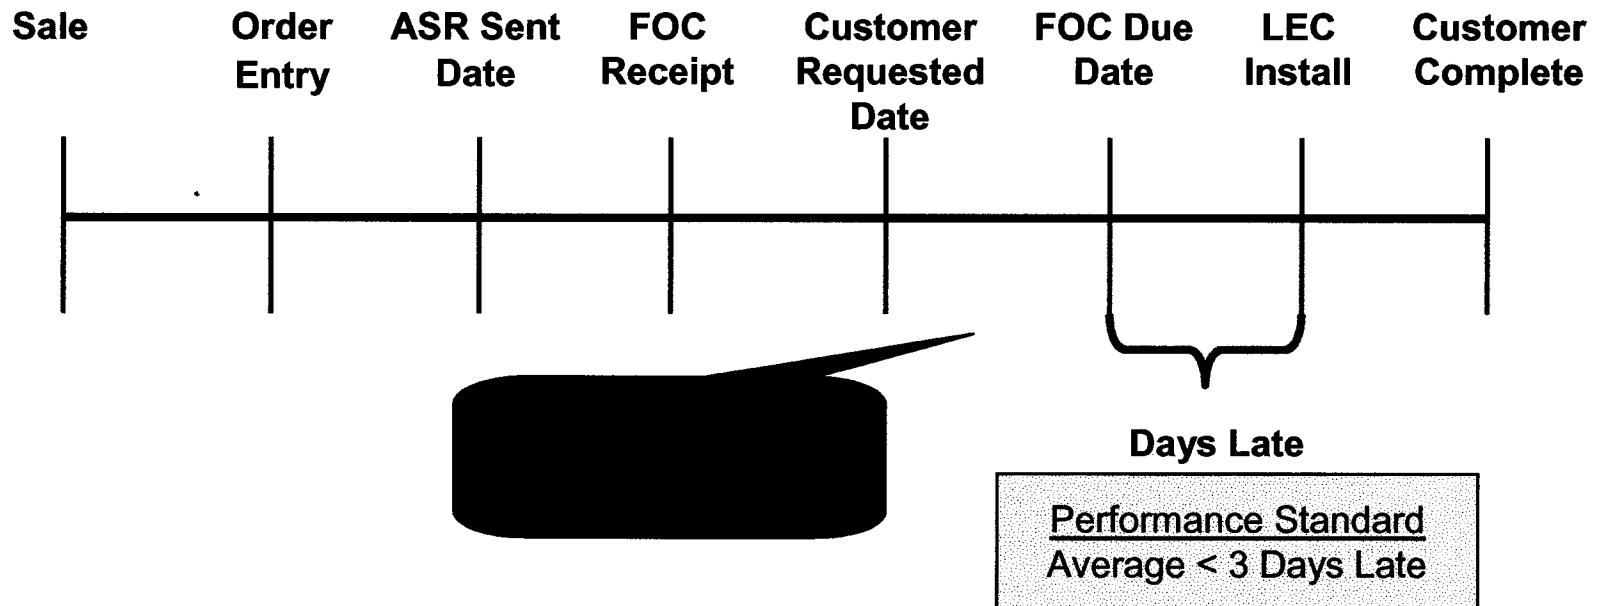 Sale
Order
Entry
ASR Sent
Date
FOC
Receipt
Customer
Requested
Date
FOC Due
Date
LEC
Install
Customer
Complete
Days Late
Performance Standard
Average < 3 Days Late